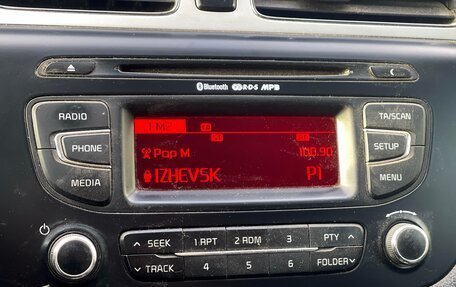 Bluetooth RDS MP3
RADIO
PHONE
MEDIA
FM2
Pop M 100.90
IZHEVSK P1
TA/SCAN
SETUP
MENU
SEEK 1 RPT 2 RDM 3 PTY
TRACK 4 5 6 FOLDER